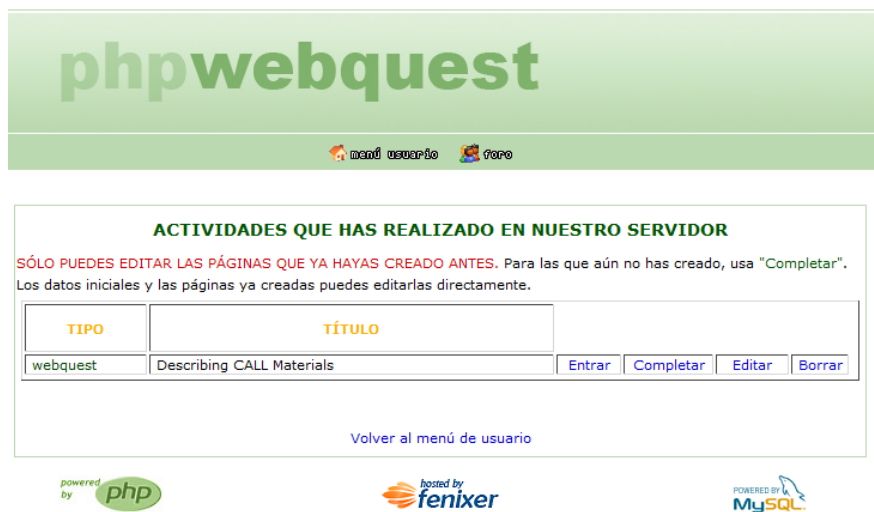 phpwebquest
menú usuario foro
ACTIVIDADES QUE HAS REALIZADO EN NUESTRO SERVIDOR
SÓLO PUEDES EDITAR LAS PÁGINAS QUE YA HAYAS CREADO ANTES. Para las que aún no has creado, usa "Completar".
Los datos iniciales y las páginas ya creadas puedes editarlas directamente.
TIPO TÍTULO
webquest Describing CALL Materials Entrar Completar Editar Borrar
Volver al menú de usuario
powered by php
hosted by fenixer
POWERED BY MySQL